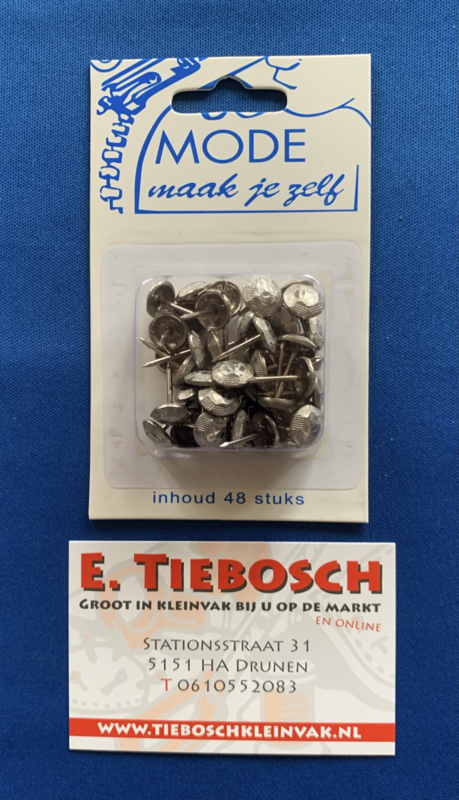 MODE
maak je zelf
inhoud 48 stuks
E. TIEBOSCH
GROOT IN KLEINVAK BIJ U OP DE MARKT
EN ONLINE
STATIONSSTRAAT 31
5151 HA DRUNEN
T 0610552083
WWW.TIEBOSCHKLEINVAK.NL